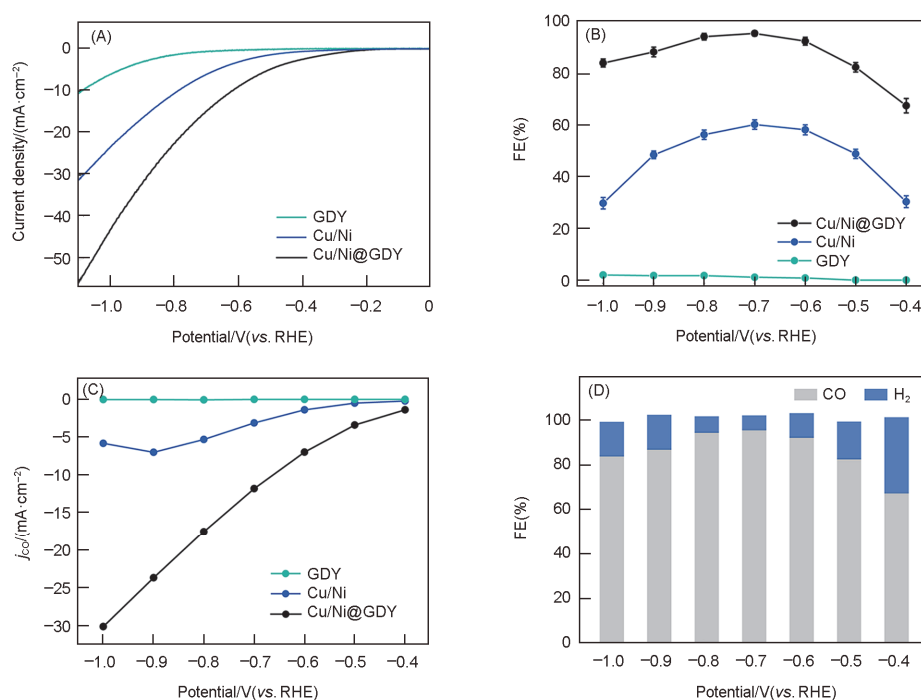 (A)
Current density/(mA·cm⁻²)
0
−10
−20
−30
−40
−50
GDY
Cu/Ni
Cu/Ni@GDY
−1.0 −0.8 −0.6 −0.4 −0.2 0
Potential/V(vs. RHE)
(B)
FE(%)
100
80
60
40
20
0
Cu/Ni@GDY
Cu/Ni
GDY
−1.0 −0.9 −0.8 −0.7 −0.6 −0.5 −0.4
Potential/V(vs. RHE)
(C)
jCO/(mA·cm⁻²)
0
−5
−10
−15
−20
−25
−30
GDY
Cu/Ni
Cu/Ni@GDY
−1.0 −0.9 −0.8 −0.7 −0.6 −0.5 −0.4
Potential/V(vs. RHE)
(D)
CO H₂
FE(%)
100
80
60
40
20
0
−1.0 −0.9 −0.8 −0.7 −0.6 −0.5 −0.4
Potential/V(vs. RHE)